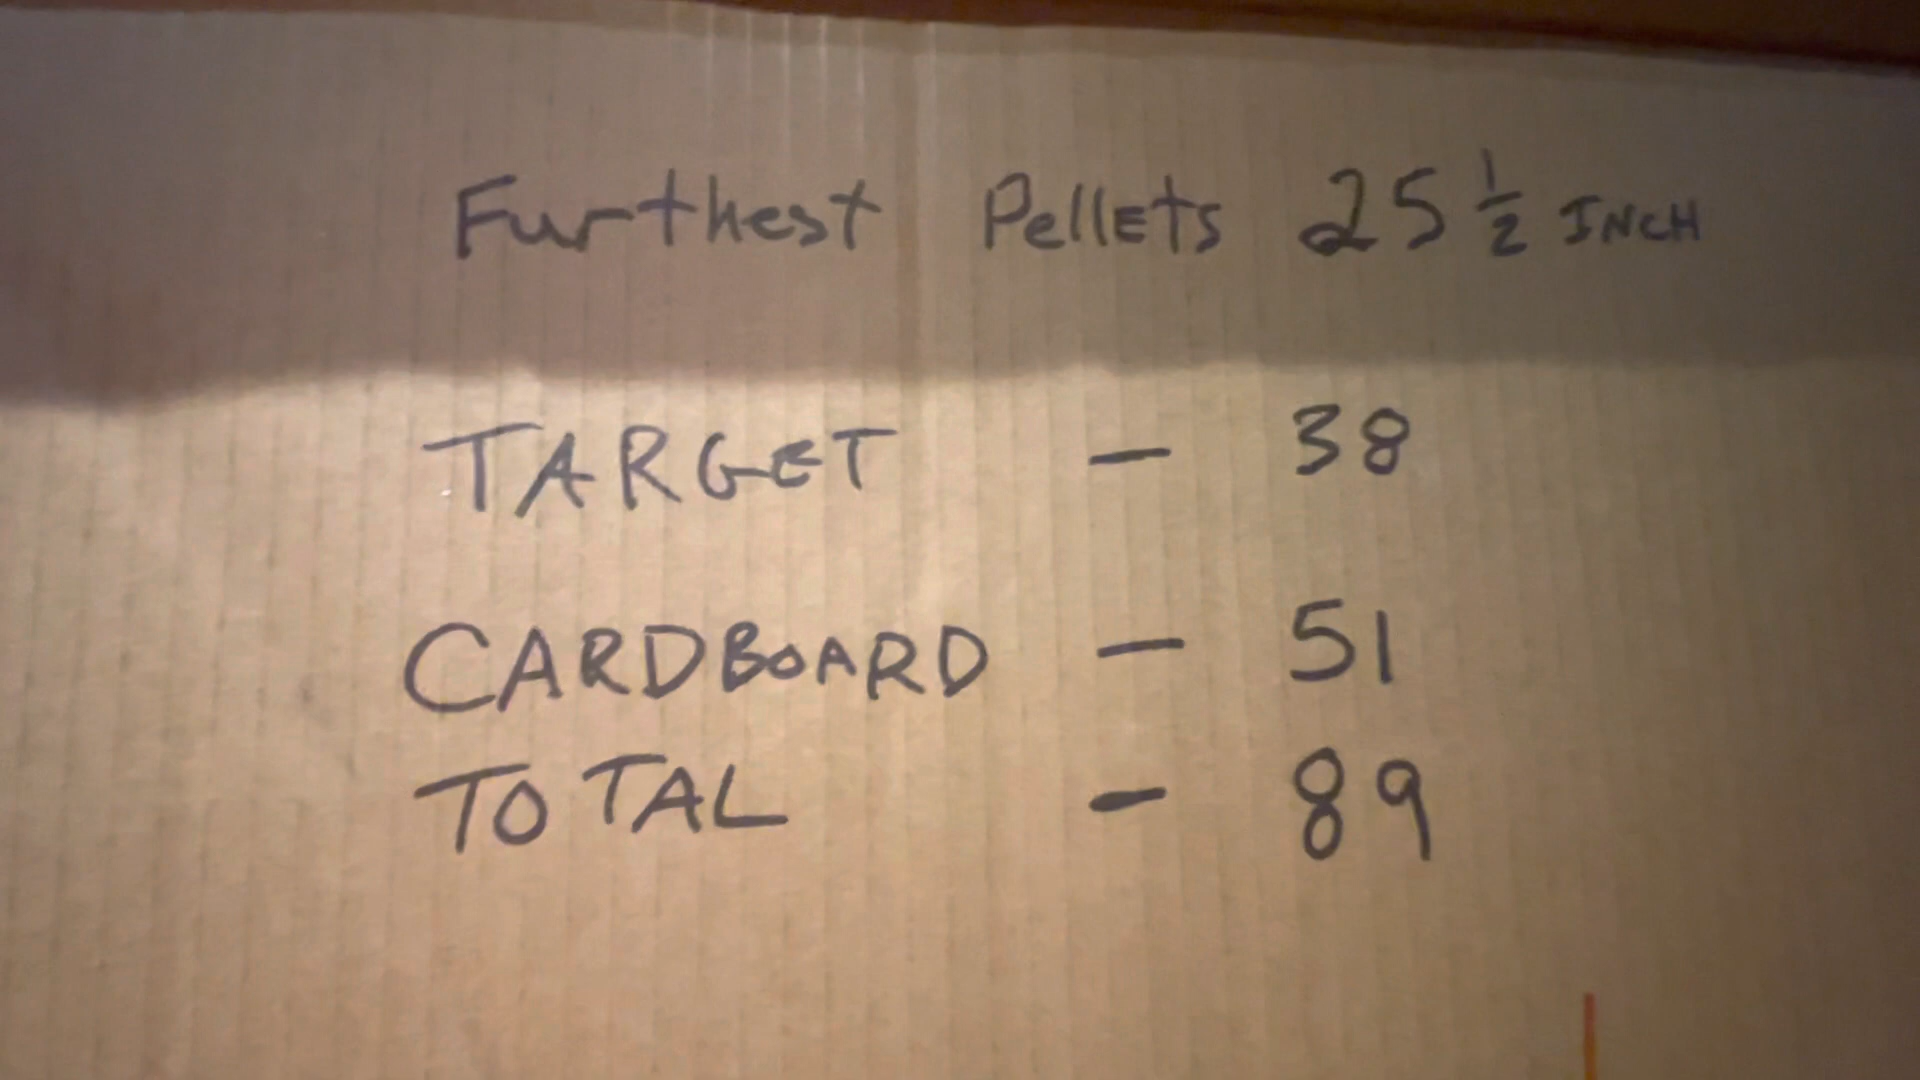 Furthest Pellets 25 1/2 INCH
TARGET - 38
CARDBOARD - 51
TOTAL - 89